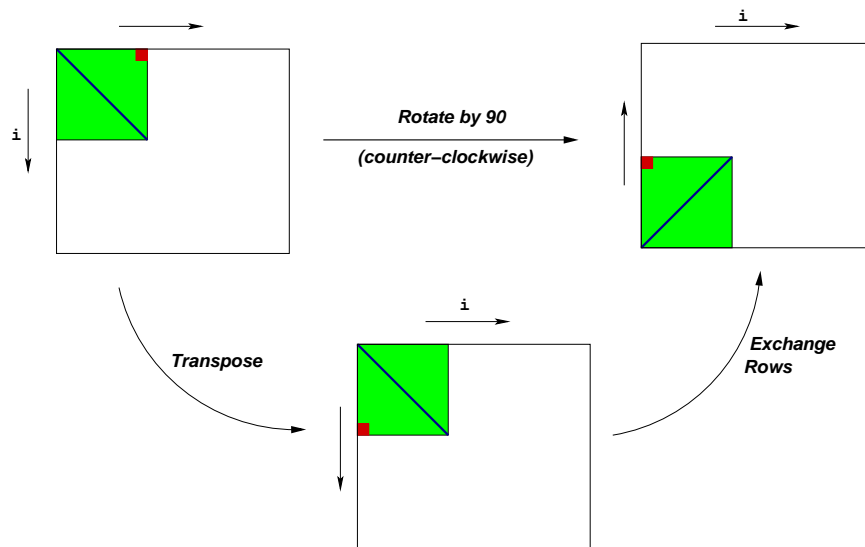 i
Rotate by 90
(counter–clockwise)
i
i
Transpose
Exchange
Rows